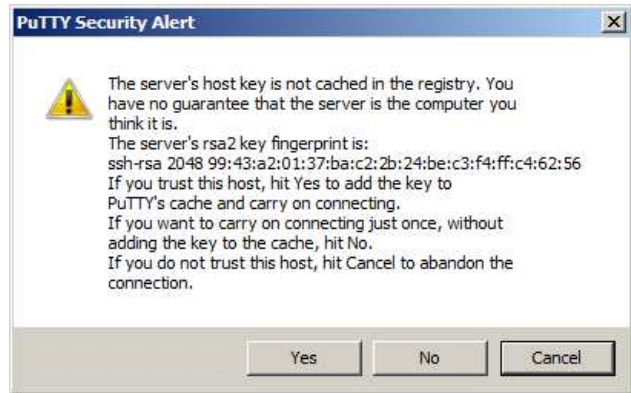 PuTTY Security Alert
The server's host key is not cached in the registry. You
have no guarantee that the server is the computer you
think it is.
The server's rsa2 key fingerprint is:
ssh-rsa 2048 99:43:a2:01:37:ba:c2:2b:24:be:c3:f4:ff:c4:62:56
If you trust this host, hit Yes to add the key to
PuTTY's cache and carry on connecting.
If you want to carry on connecting just once, without
adding the key to the cache, hit No.
If you do not trust this host, hit Cancel to abandon the
connection.
Yes No Cancel